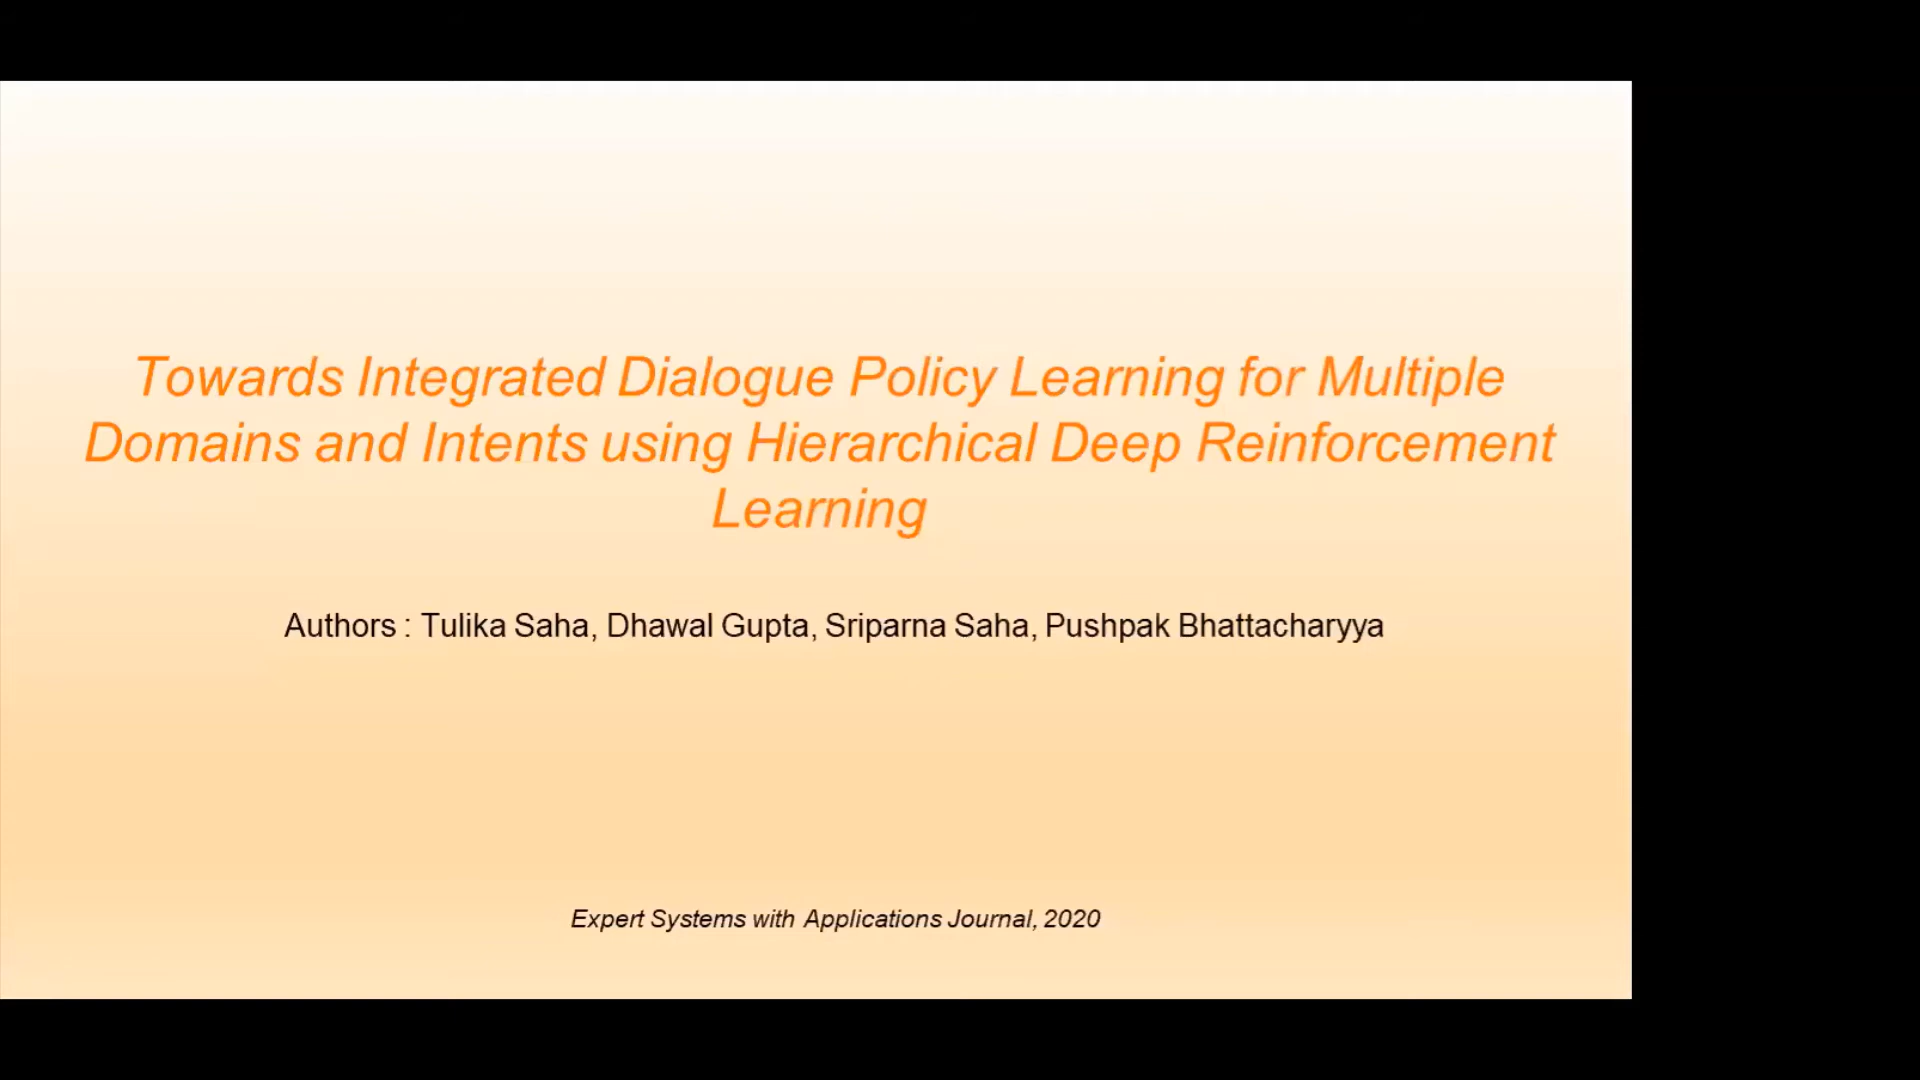 Towards Integrated Dialogue Policy Learning for Multiple
Domains and Intents using Hierarchical Deep Reinforcement
Learning
Authors : Tulika Saha, Dhawal Gupta, Sriparna Saha, Pushpak Bhattacharyya
Expert Systems with Applications Journal, 2020